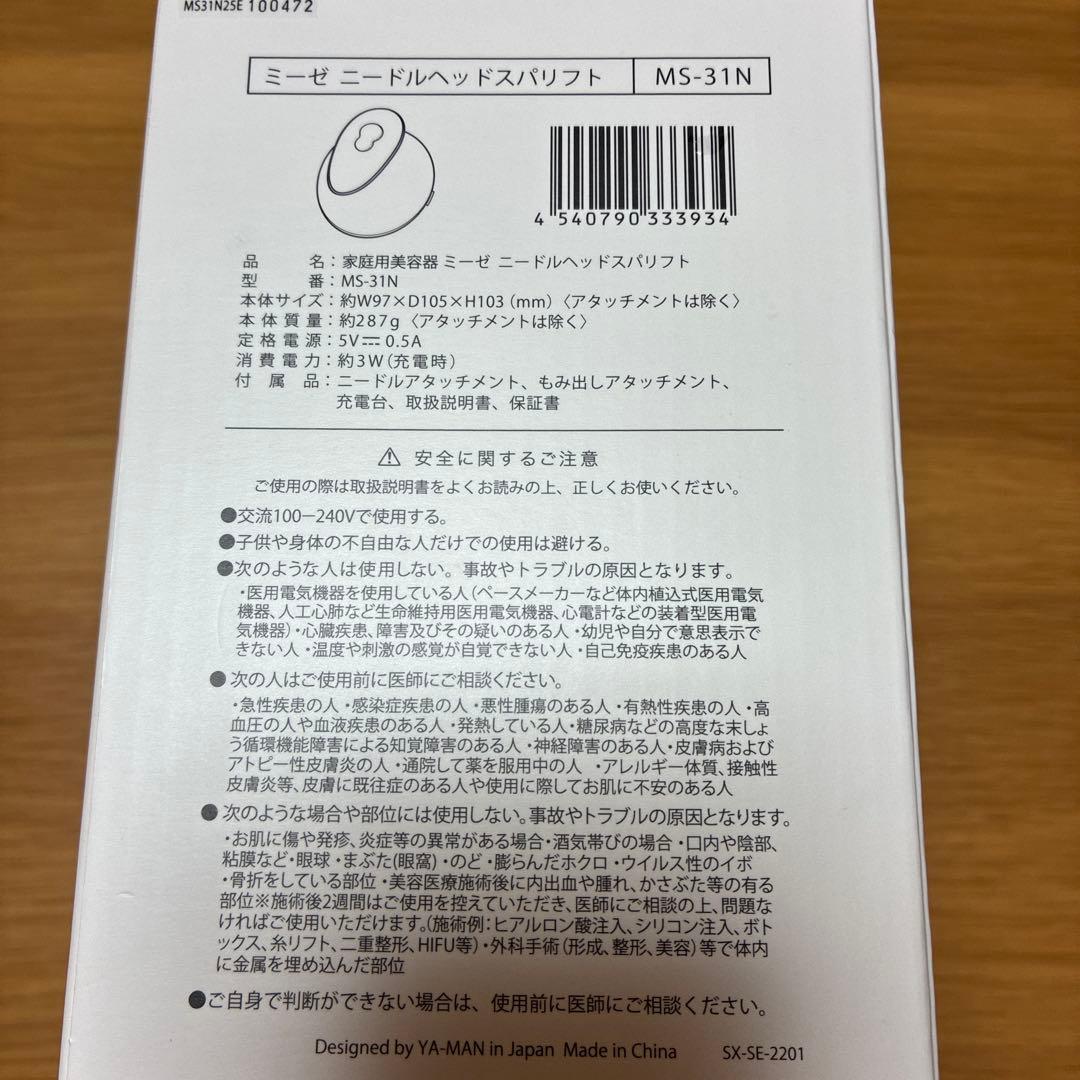 MS31N25E 100472
ミーゼ ニードルヘッドスパリフト MS-31N
4 540790 333934
品名：家庭用美容器 ミーゼ ニードルヘッドスパリフト
型番：MS-31N
本体サイズ：約W97×D105×H103（mm）〈アタッチメントは除く〉
本体質量：約287g〈アタッチメントは除く〉
定格電源：5V⎓0.5A
消費電力：約3W（充電時）
付属品：ニードルアタッチメント、もみ出しアタッチメント、
充電台、取扱説明書、保証書
⚠ 安全に関するご注意
ご使用の際は取扱説明書をよくお読みの上、正しくお使いください。
●交流100−240Vで使用する。
●子供や身体の不自由な人だけでの使用は避ける。
●次のような人は使用しない。事故やトラブルの原因となります。
・医用電気機器を使用している人（ペースメーカーなど体内植込式医用電気
機器、人工心肺など生命維持用医用電気機器、心電計などの装着型医用電
気機器）・心臓疾患、障害及びその疑いのある人・幼児や自分で意思表示で
きない人・温度や刺激の感覚が自覚できない人・自己免疫疾患のある人
●次の人はご使用前に医師にご相談ください。
・急性疾患の人・感染症疾患の人・悪性腫瘍のある人・有熱性疾患の人・高
血圧の人や血液疾患のある人・発熱している人・糖尿病などの高度な末しょ
う循環機能障害による知覚障害のある人・神経障害のある人・皮膚病および
アトピー性皮膚炎の人・通院して薬を服用中の人・アレルギー体質、接触性
皮膚炎等、皮膚に既往症のある人や使用に際してお肌に不安のある人
●次のような場合や部位には使用しない。事故やトラブルの原因となります。
・お肌に傷や発疹、炎症等の異常がある場合・酒気帯びの場合・口内や陰部、
粘膜など・眼球・まぶた(眼窩)・のど・膨らんだホクロ・ウイルス性のイボ
・骨折をしている部位・美容医療施術後に内出血や腫れ、かさぶた等の有る
部位※施術後2週間はご使用を控えていただき、医師にご相談の上、問題な
ければご使用いただけます。（施術例：ヒアルロン酸注入、シリコン注入、ボト
ックス、糸リフト、二重整形、HIFU等）・外科手術（形成、整形、美容）等で体内
に金属を埋め込んだ部位
●ご自身で判断ができない場合は、使用前に医師にご相談ください。
Designed by YA-MAN in Japan Made in China SX-SE-2201